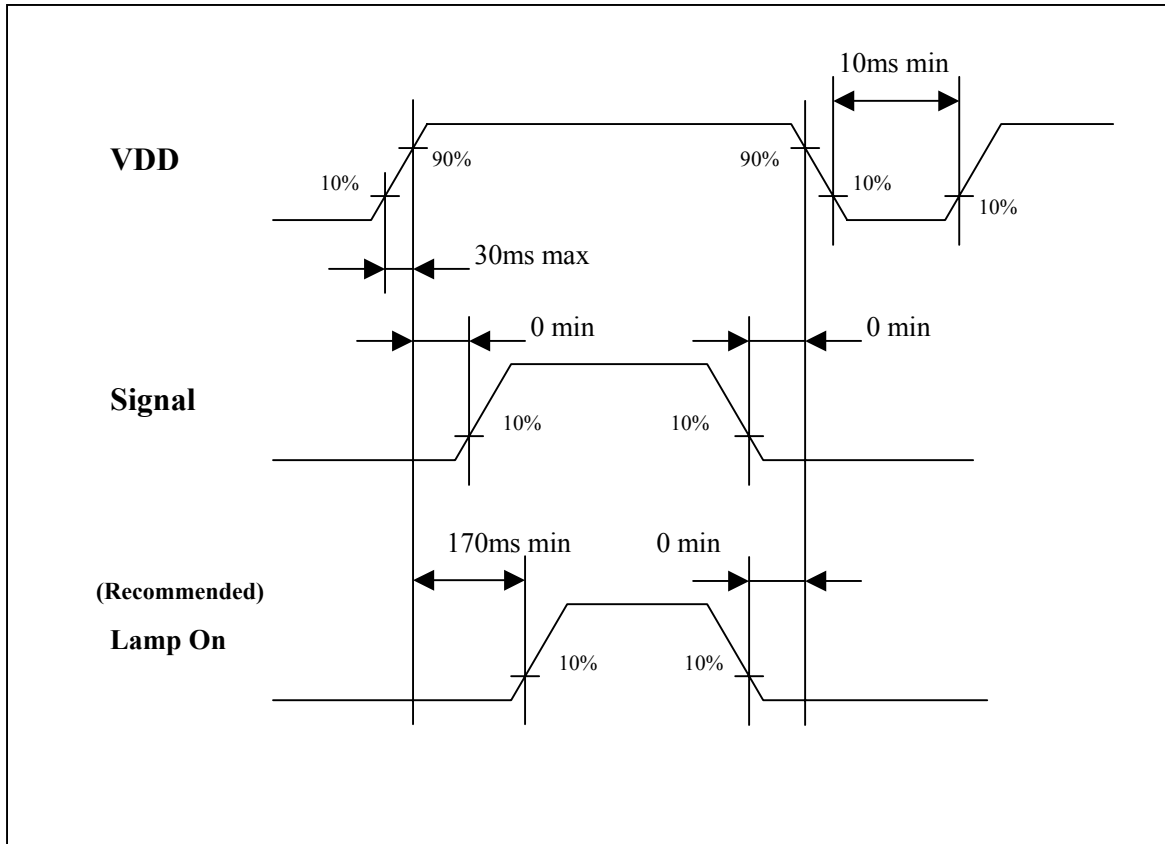 10ms min
VDD
90%
90%
10%
10%
10%
30ms max
0 min
0 min
Signal
10%
10%
170ms min
0 min
(Recommended)
Lamp On
10%
10%